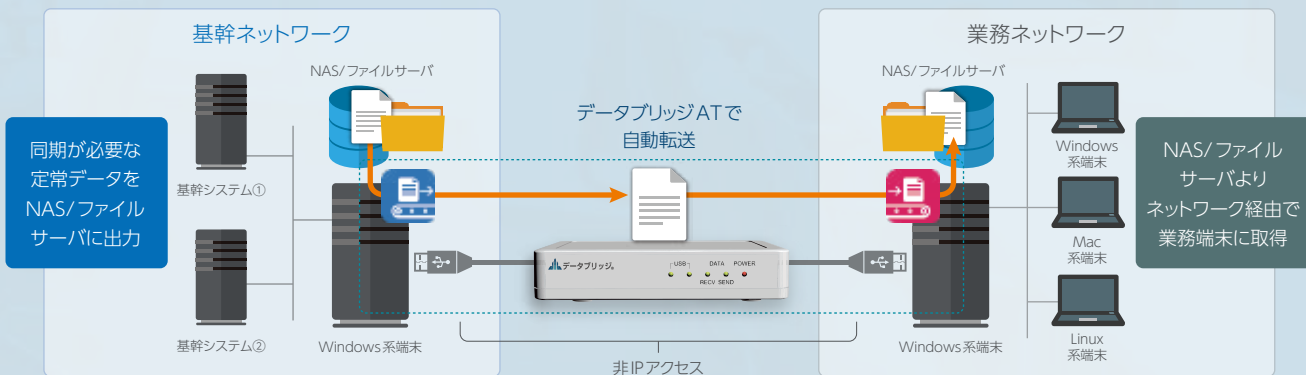 基幹ネットワーク
業務ネットワーク
NAS/ファイルサーバ
NAS/ファイルサーバ
データブリッジATで
自動転送
同期が必要な
定常データを
NAS/ファイル
サーバに出力
基幹システム①
基幹システム②
Windows系端末
データブリッジ®
USB
DATA
POWER
RECV SEND
非IPアクセス
Windows系端末
Windows
系端末
Mac
系端末
Linux
系端末
NAS/ファイル
サーバより
ネットワーク経由で
業務端末に取得